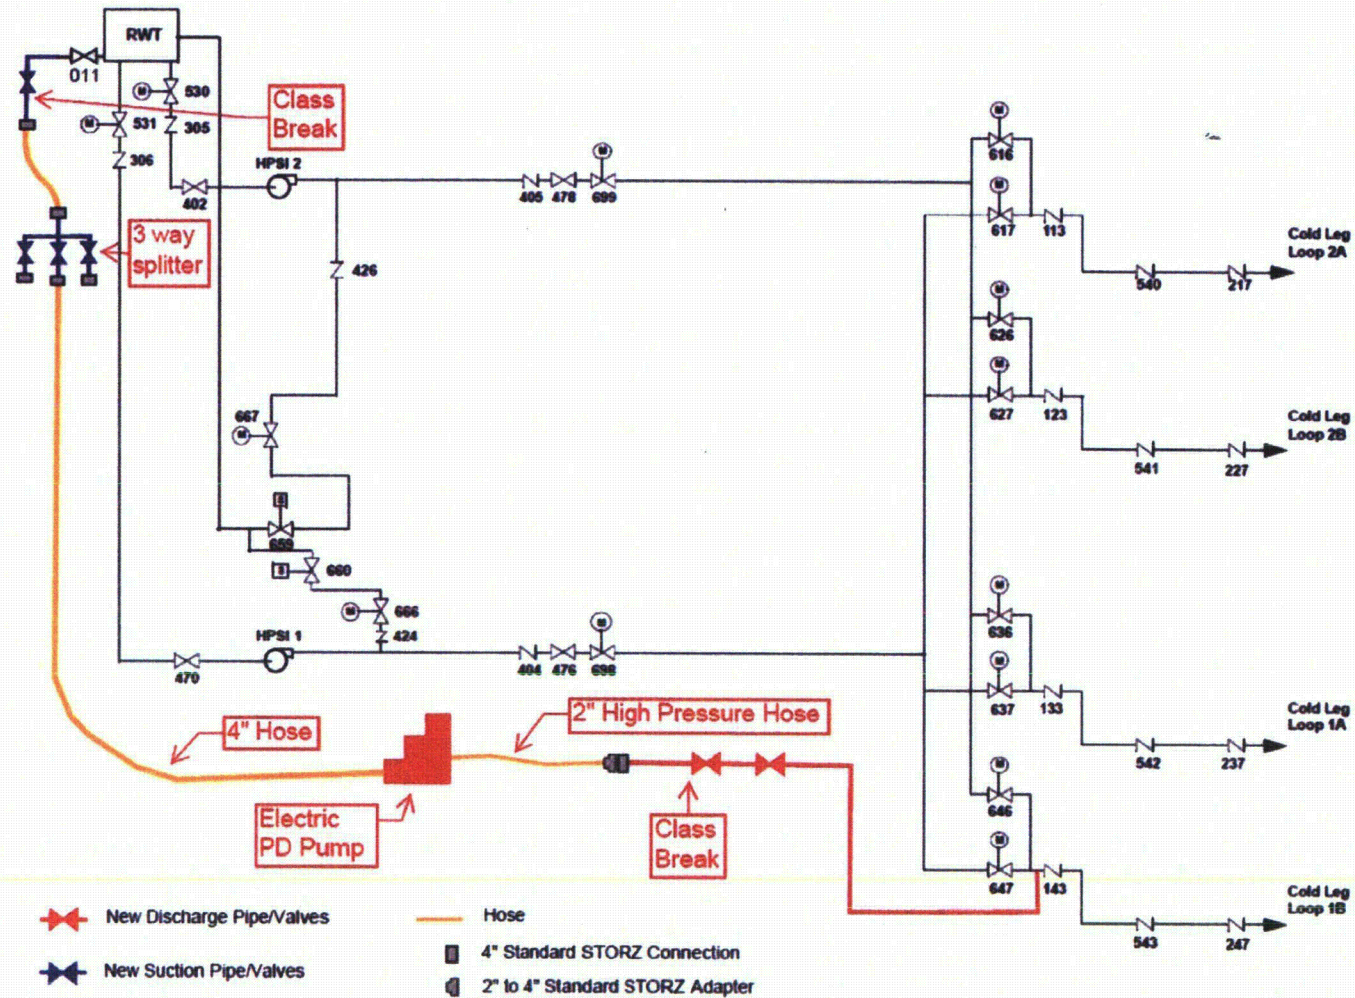 RWT
011
M
530
Class
Break
M
531
305
306
HPSI 2
402
405
478
M
699
M
616
M
617
113
Cold Leg
Loop 2A
540
217
3 way
splitter
426
M
626
M
627
123
Cold Leg
Loop 2B
541
227
667
M
S
659
S
660
M
666
424
HPSI 1
470
404
476
M
698
M
636
M
637
133
Cold Leg
Loop 1A
542
237
4" Hose
2" High Pressure Hose
Electric
PD Pump
Class
Break
M
646
M
647
143
Cold Leg
Loop 1B
543
247
New Discharge Pipe/Valves
Hose
4" Standard STORZ Connection
New Suction Pipe/Valves
2" to 4" Standard STORZ Adapter